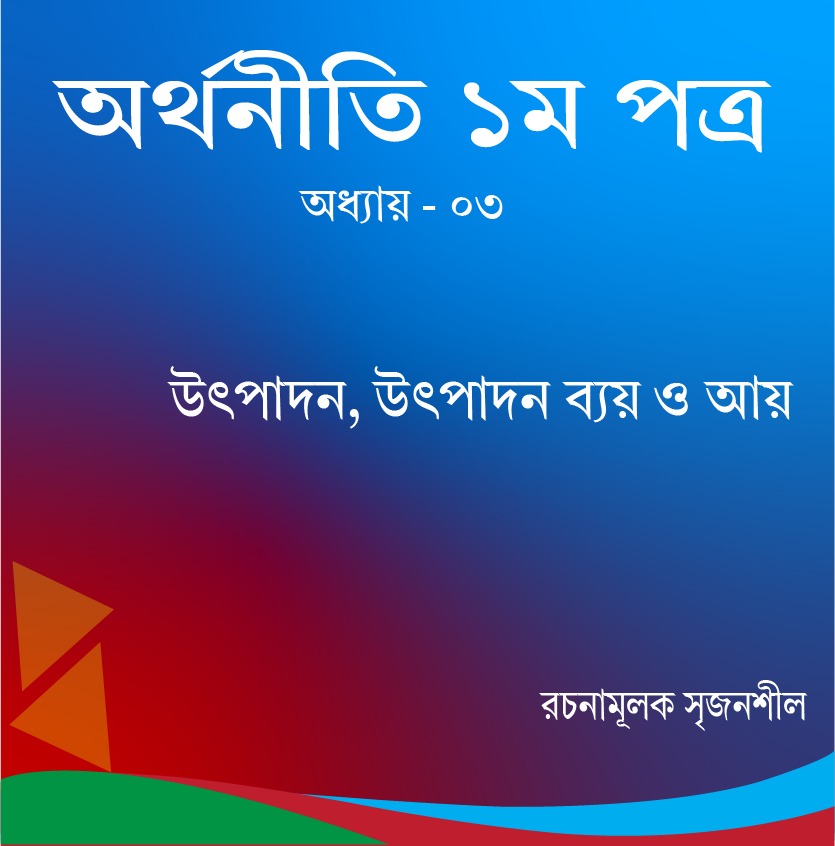 অর্থনীতি ১ম পত্র
অধ্যায় - ০৩
উৎপাদন, উৎপাদন ব্যয় ও আয়
রচনামূলক সৃজনশীল